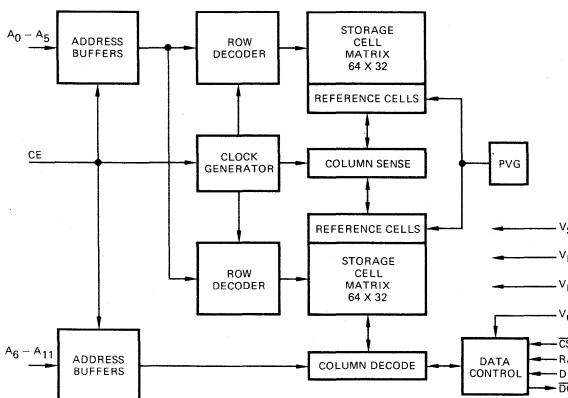 A0 – A5
ADDRESS
BUFFERS
ROW
DECODER
STORAGE
CELL
MATRIX
64 X 32
REFERENCE CELLS
CE
CLOCK
GENERATOR
COLUMN SENSE
PVG
REFERENCE CELLS
ROW
DECODER
STORAGE
CELL
MATRIX
64 X 32
A6 – A11
ADDRESS
BUFFERS
COLUMN DECODE
DATA
CONTROL